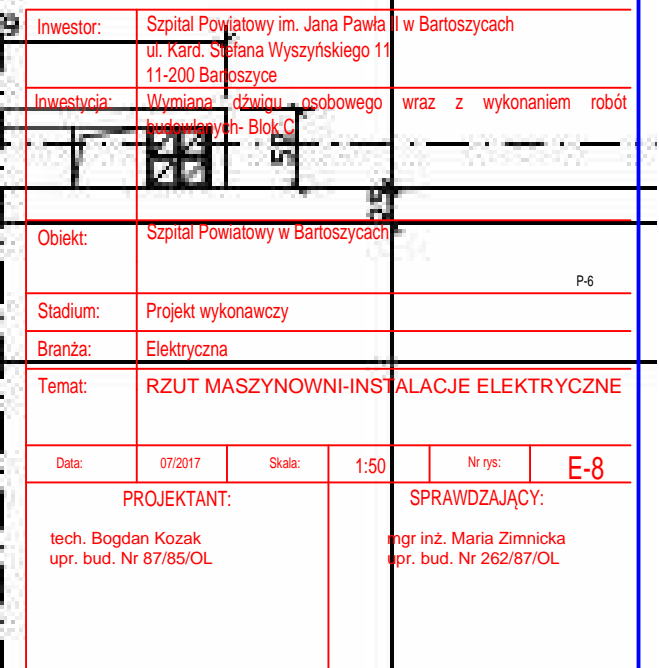 Inwestor: Szpital Powiatowy im. Jana Pawła II w Bartoszycach
ul. Kard. Stefana Wyszyńskiego 11
11-200 Bartoszyce
Inwestycja: Wymiana dźwigu osobowego wraz z wykonaniem robót
budowlanych- Blok C
50
Obiekt: Szpital Powiatowy w Bartoszycach
P-6
Stadium: Projekt wykonawczy
Branża: Elektryczna
Temat: RZUT MASZYNOWNI-INSTALACJE ELEKTRYCZNE
Data: 07/2017 Skala: 1:50 Nr rys: E-8
PROJEKTANT: SPRAWDZAJĄCY:
tech. Bogdan Kozak mgr inż. Maria Zimnicka
upr. bud. Nr 87/85/OL upr. bud. Nr 262/87/OL